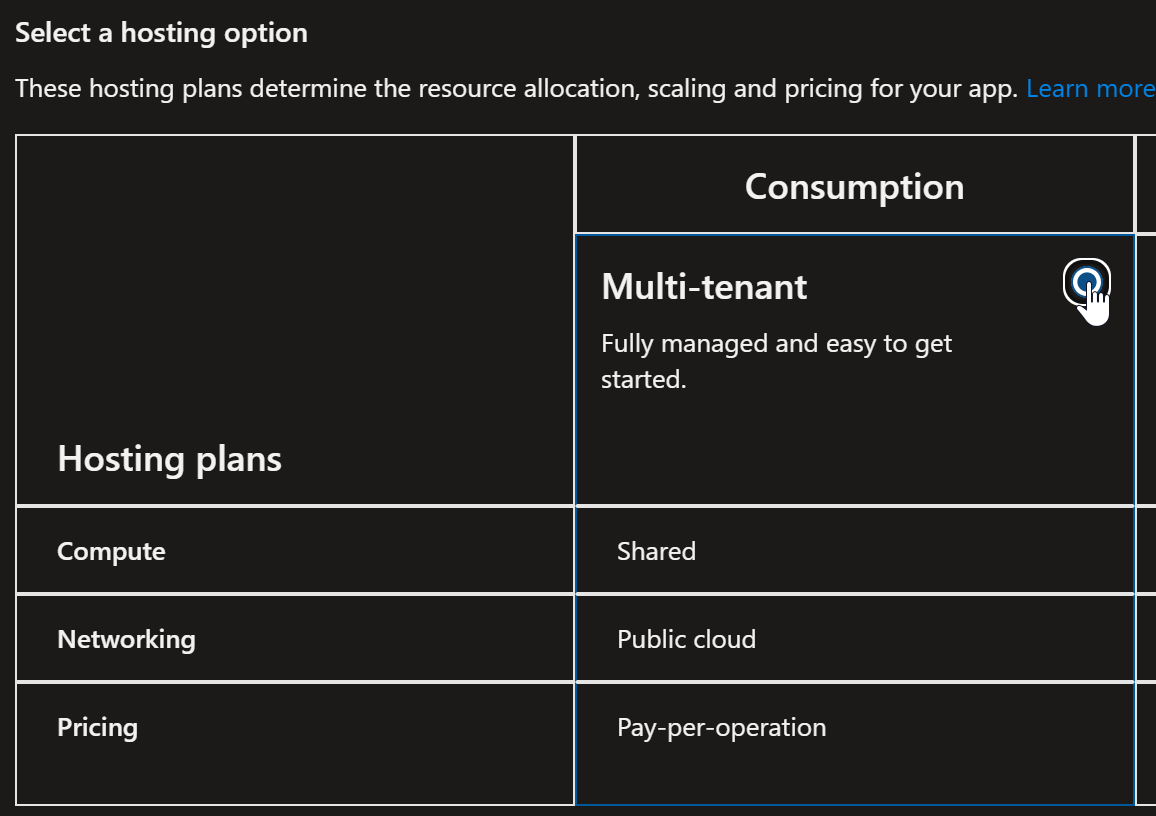 Select a hosting option
These hosting plans determine the resource allocation, scaling and pricing for your app. Learn more
Consumption
Hosting plans
Multi-tenant
Fully managed and easy to get
started.
Compute
Shared
Networking
Public cloud
Pricing
Pay-per-operation